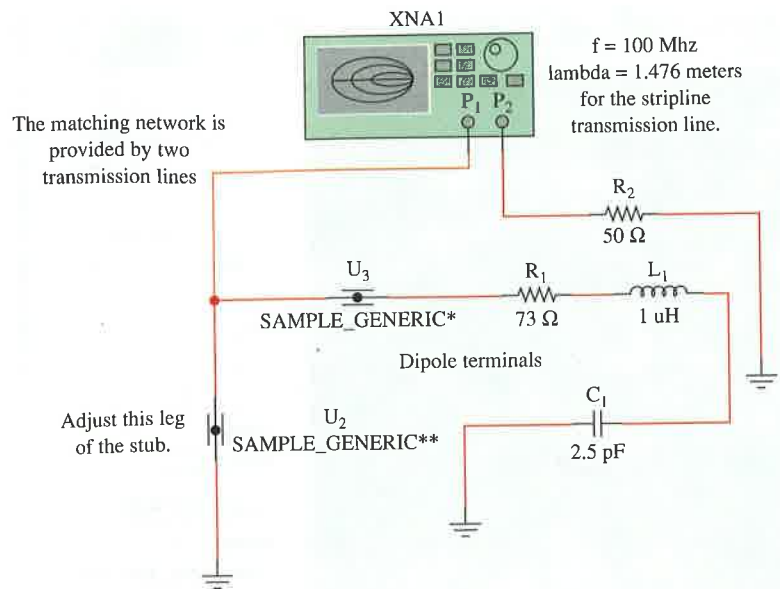 XNA1
f = 100 Mhz
lambda = 1.476 meters
for the stripline
transmission line.
P1 P2
The matching network is
provided by two
transmission lines
R2
50 Ω
U3
SAMPLE_GENERIC*
R1
73 Ω
L1
1 uH
Dipole terminals
C1
2.5 pF
Adjust this leg
of the stub.
U2
SAMPLE_GENERIC**